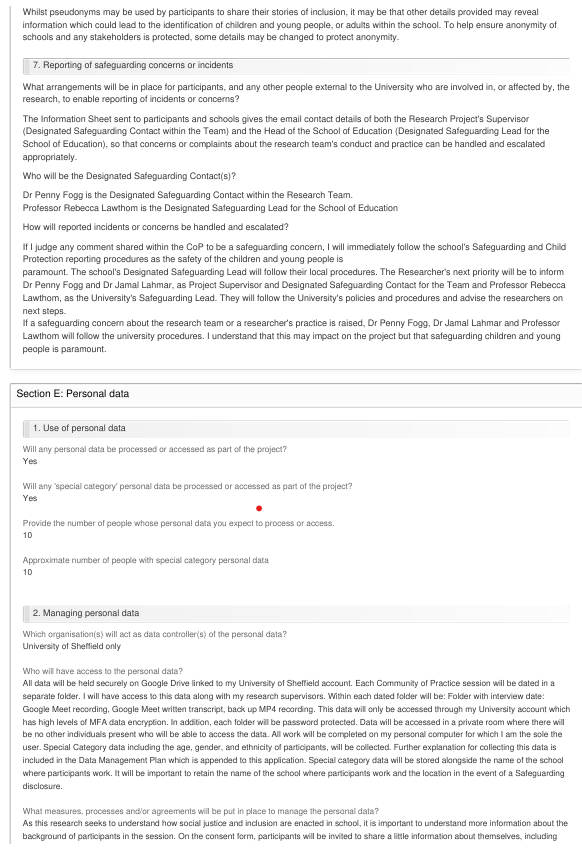 Whilst pseudonyms may be used by participants to share their stories of inclusion, it may be that other details provided may reveal
information which could lead to the identification of children and young people, or adults within the school. To help ensure anonymity of
schools and any stakeholders is protected, some details may be changed to protect anonymity.
7. Reporting of safeguarding concerns or incidents
What arrangements will be in place for participants, and any other people external to the University who are involved in, or affected by, the
research, to enable reporting of incidents or concerns?
The Information Sheet sent to participants and schools gives the email contact details of both the Research Project's Supervisor
(Designated Safeguarding Contact within the Team) and the Head of the School of Education (Designated Safeguarding Lead for the
School of Education), so that concerns or complaints about the research team's conduct and practice can be handled and escalated
appropriately.
Who will be the Designated Safeguarding Contact(s)?
Dr Penny Fogg is the Designated Safeguarding Contact within the Research Team.
Professor Rebecca Lawthom is the Designated Safeguarding Lead for the School of Education
How will reported incidents or concerns be handled and escalated?
If I judge any comment shared within the CoP to be a safeguarding concern, I will immediately follow the school's Safeguarding and Child
Protection reporting procedures as the safety of the children and young people is
paramount. The school's Designated Safeguarding Lead will follow their local procedures. The Researcher's next priority will be to inform
Dr Penny Fogg and Dr Jamal Lahmar, as Project Supervisor and Designated Safeguarding Contact for the Team and Professor Rebecca
Lawthom, as the University's Safeguarding Lead. They will follow the University's policies and procedures and advise the researchers on
next steps.
If a safeguarding concern about the research team or a researcher's practice is raised, Dr Penny Fogg, Dr Jamal Lahmar and Professor
Lawthom will follow the university procedures. I understand that this may impact on the project but that safeguarding children and young
people is paramount.
Section E: Personal data
1. Use of personal data
Will any personal data be processed or accessed as part of the project?
Yes
Will any 'special category' personal data be processed or accessed as part of the project?
Yes
Provide the number of people whose personal data you expect to process or access.
10
Approximate number of people with special category personal data
10
2. Managing personal data
Which organisation(s) will act as data controller(s) of the personal data?
University of Sheffield only
Who will have access to the personal data?
All data will be held securely on Google Drive linked to my University of Sheffield account. Each Community of Practice session will be dated in a
separate folder. I will have access to this data along with my research supervisors. Within each dated folder will be: Folder with interview date:
Google Meet recording, Google Meet written transcript, back up MP4 recording. This data will only be accessed through my University account which
has high levels of MFA data encryption. In addition, each folder will be password protected. Data will be accessed in a private room where there will
be no other individuals present who will be able to access the data. All work will be completed on my personal computer for which I am the sole the
user. Special Category data including the age, gender, and ethnicity of participants, will be collected. Further explanation for collecting this data is
included in the Data Management Plan which is appended to this application. Special category data will be stored alongside the name of the school
where participants work. It will be important to retain the name of the school where participants work and the location in the event of a Safeguarding
disclosure.
What measures, processes and/or agreements will be put in place to manage the personal data?
As this research seeks to understand how social justice and inclusion are enacted in school, it is important to understand more information about the
background of participants in the session. On the consent form, participants will be invited to share a little information about themselves, including